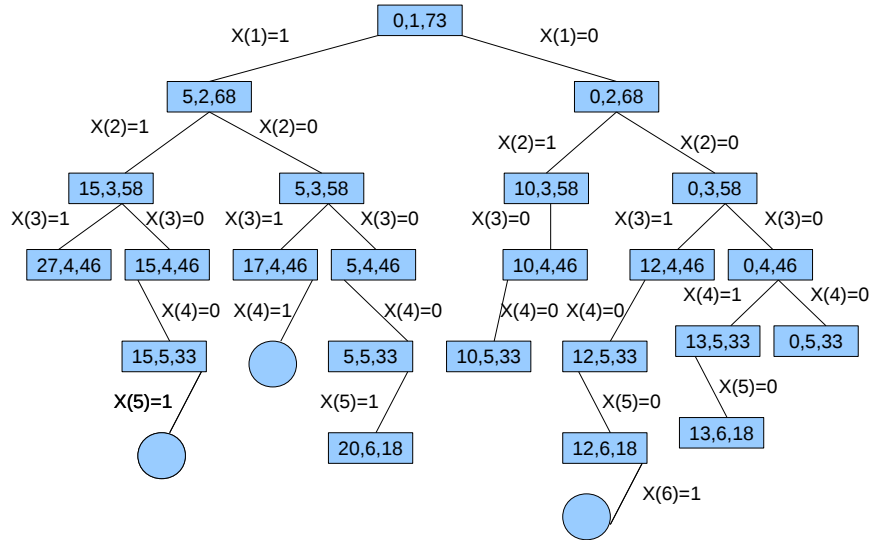 0,1,73
X(1)=1
X(1)=0
5,2,68
0,2,68
X(2)=1
X(2)=0
X(2)=1
X(2)=0
15,3,58
5,3,58
10,3,58
0,3,58
X(3)=1
X(3)=0
X(3)=1
X(3)=0
X(3)=0
X(3)=1
X(3)=0
27,4,46
15,4,46
17,4,46
5,4,46
10,4,46
12,4,46
0,4,46
X(4)=0
X(4)=1
X(4)=0
X(4)=0
X(4)=0
X(4)=1
X(4)=0
15,5,33
5,5,33
10,5,33
12,5,33
13,5,33
0,5,33
X(5)=1
X(5)=1
X(5)=0
X(5)=0
20,6,18
12,6,18
13,6,18
X(6)=1